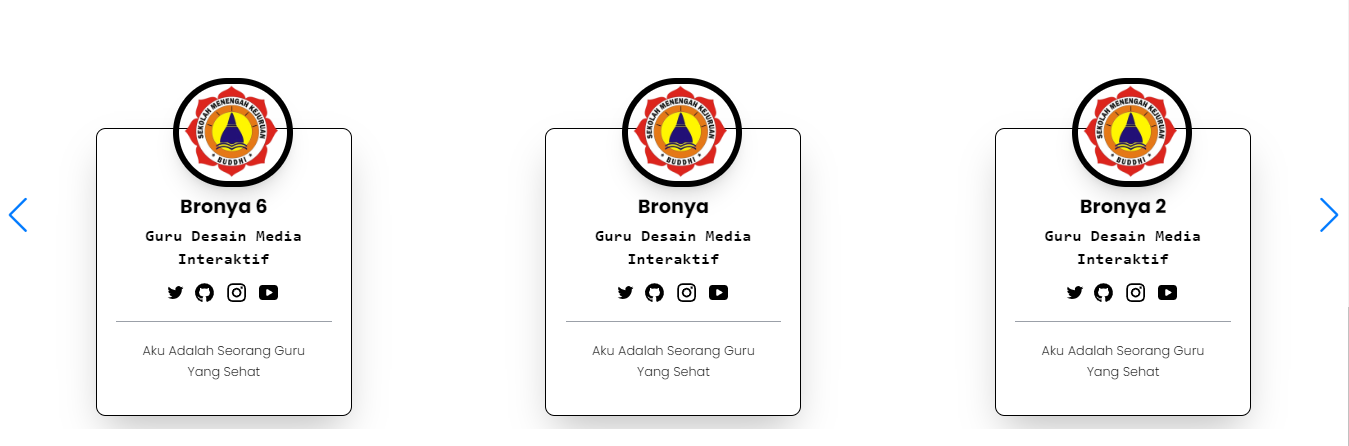 SEKOLAH MENENGAH KEJURUAN
BUDDHI
Bronya 6
Guru Desain Media
Interaktif
Aku Adalah Seorang Guru
Yang Sehat
SEKOLAH MENENGAH KEJURUAN
BUDDHI
Bronya
Guru Desain Media
Interaktif
Aku Adalah Seorang Guru
Yang Sehat
SEKOLAH MENENGAH KEJURUAN
BUDDHI
Bronya 2
Guru Desain Media
Interaktif
Aku Adalah Seorang Guru
Yang Sehat